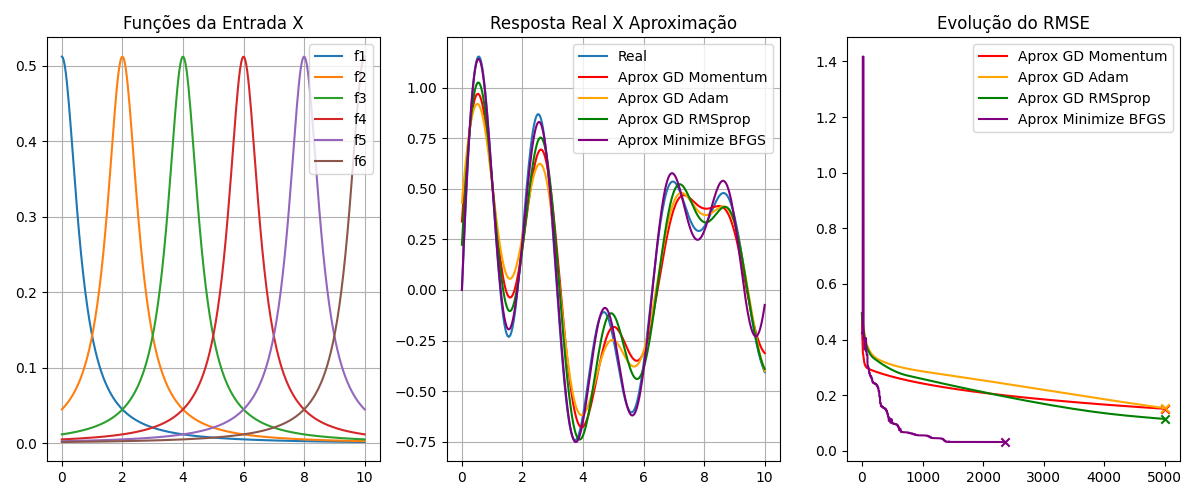 Funções da Entrada X
0.5
0.4
0.3
0.2
0.1
0.0
0 2 4 6 8 10
f1
f2
f3
f4
f5
f6
Resposta Real X Aproximação
1.00
0.75
0.50
0.25
0.00
−0.25
−0.50
−0.75
0 2 4 6 8 10
Real
Aprox GD Momentum
Aprox GD Adam
Aprox GD RMSprop
Aprox Minimize BFGS
Evolução do RMSE
1.4
1.2
1.0
0.8
0.6
0.4
0.2
0.0
0 1000 2000 3000 4000 5000
Aprox GD Momentum
Aprox GD Adam
Aprox GD RMSprop
Aprox Minimize BFGS